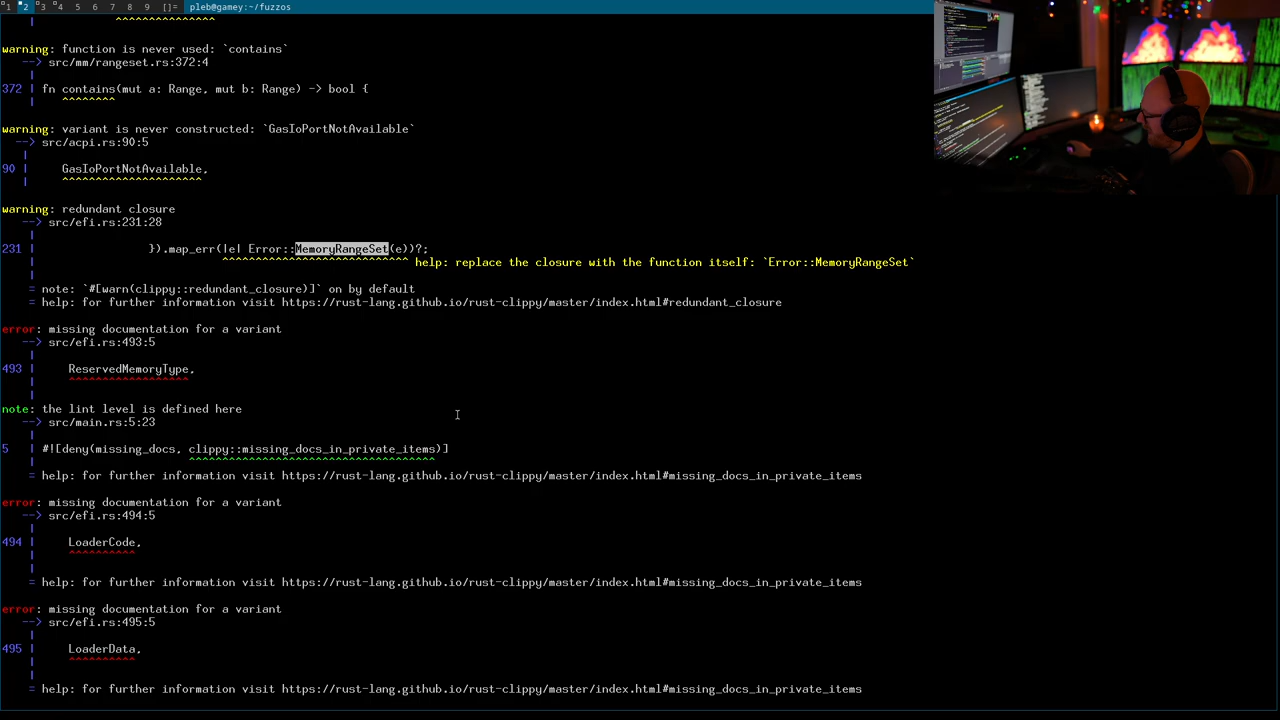 1 2 3 4 5 6 7 8 9 []= pleb@gamey:~/fuzzos
| ^^^^^^^^^^^^^^^
warning: function is never used: `contains`
--> src/mm/rangeset.rs:372:4
|
372 | fn contains(mut a: Range, mut b: Range) -> bool {
| ^^^^^^^^
warning: variant is never constructed: `GasIoPortNotAvailable`
--> src/acpi.rs:90:5
|
90 | GasIoPortNotAvailable,
| ^^^^^^^^^^^^^^^^^^^^^
warning: redundant closure
--> src/efi.rs:231:28
|
231 | }).map_err(|e| Error::MemoryRangeSet(e))?;
| ^^^^^^^^^^^^^^^^^^^^^^^^^^^^ help: replace the closure with the function itself: `Error::MemoryRangeSet`
|
= note: `#[warn(clippy::redundant_closure)]` on by default
= help: for further information visit https://rust-lang.github.io/rust-clippy/master/index.html#redundant_closure
error: missing documentation for a variant
--> src/efi.rs:493:5
|
493 | ReservedMemoryType,
| ^^^^^^^^^^^^^^^^^^
|
note: the lint level is defined here
--> src/main.rs:5:23
|
5 | #![deny(missing_docs, clippy::missing_docs_in_private_items)]
| ^^^^^^^^^^^^^^^^^^^^^^^^^^^^^^^^^^^^^
= help: for further information visit https://rust-lang.github.io/rust-clippy/master/index.html#missing_docs_in_private_items
error: missing documentation for a variant
--> src/efi.rs:494:5
|
494 | LoaderCode,
| ^^^^^^^^^^
|
= help: for further information visit https://rust-lang.github.io/rust-clippy/master/index.html#missing_docs_in_private_items
error: missing documentation for a variant
--> src/efi.rs:495:5
|
495 | LoaderData,
| ^^^^^^^^^^
|
= help: for further information visit https://rust-lang.github.io/rust-clippy/master/index.html#missing_docs_in_private_items